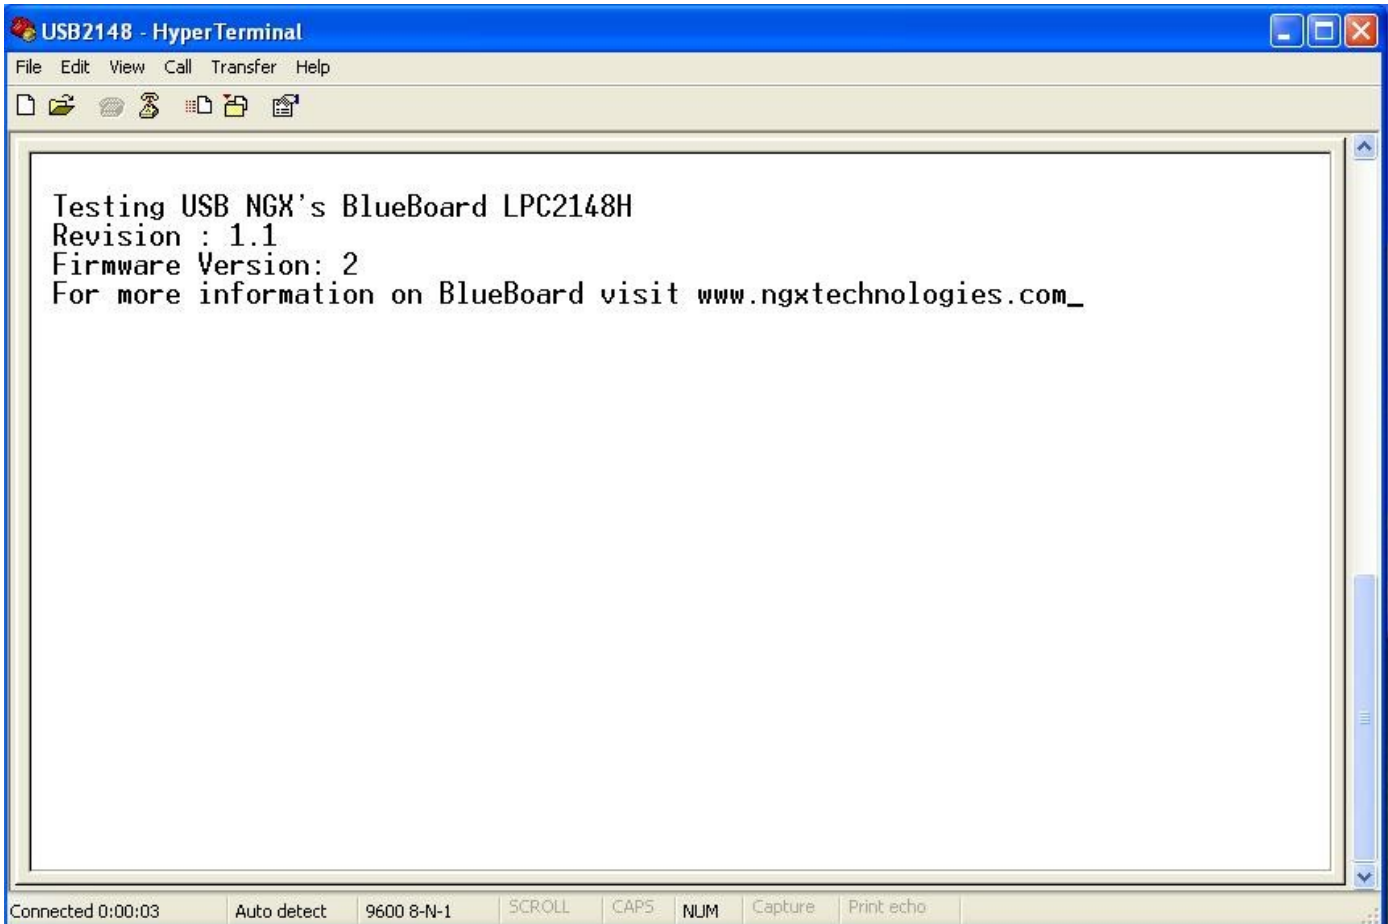 USB2148 - HyperTerminal
File Edit View Call Transfer Help
Testing USB NGX's BlueBoard LPC2148H
Revision : 1.1
Firmware Version: 2
For more information on BlueBoard visit www.ngxtechnologies.com_
Connected 0:00:03 Auto detect 9600 8-N-1 SCROLL CAPS NUM Capture Print echo